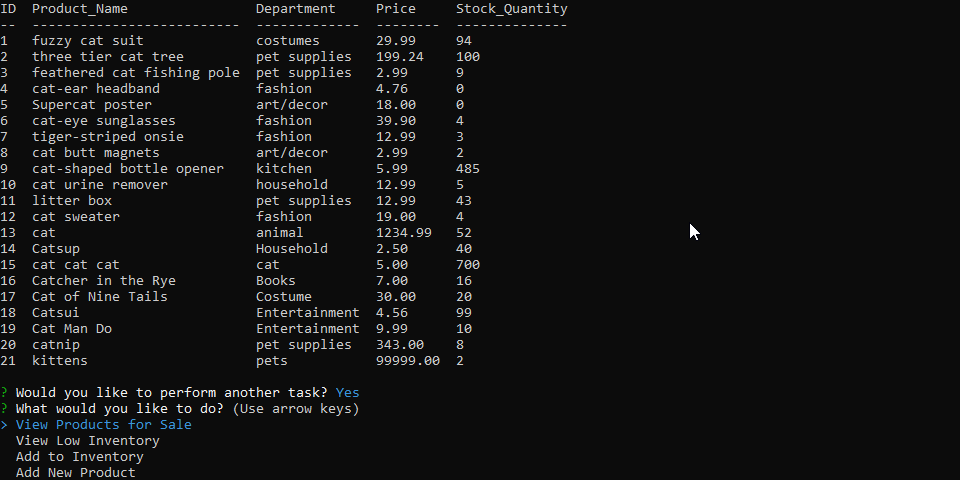 ID  Product_Name                Department     Price     Stock_Quantity
--  --------------------------  -------------  --------  --------------
1   fuzzy cat suit              costumes       29.99     94
2   three tier cat tree         pet supplies   199.24    100
3   feathered cat fishing pole  pet supplies   2.99      9
4   cat-ear headband            fashion        4.76      0
5   Supercat poster             art/decor      18.00     0
6   cat-eye sunglasses          fashion        39.90     4
7   tiger-striped onsie         fashion        12.99     3
8   cat butt magnets            art/decor      2.99      2
9   cat-shaped bottle opener    kitchen        5.99      485
10  cat urine remover           household      12.99     5
11  litter box                  pet supplies   12.99     43
12  cat sweater                 fashion        19.00     4
13  cat                         animal         1234.99   52
14  Catsup                      Household      2.50      40
15  cat cat cat                 cat            5.00      700
16  Catcher in the Rye          Books          7.00      16
17  Cat of Nine Tails           Costume        30.00     20
18  Catsui                      Entertainment  4.56      99
19  Cat Man Do                  Entertainment  9.99      10
20  catnip                      pet supplies   343.00    8
21  kittens                     pets           99999.00  2
? Would you like to perform another task? Yes
? What would you like to do? (Use arrow keys)
> View Products for Sale
  View Low Inventory
  Add to Inventory
  Add New Product